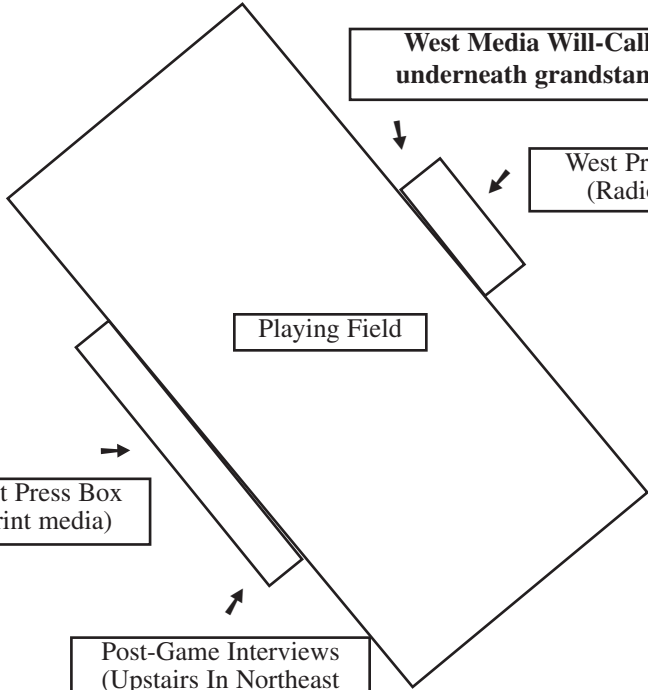 West Media Will-Call
underneath grandstan
West Pr
(Radi
Playing Field
t Press Box
rint media)
Post-Game Interviews
(Upstairs In Northeast